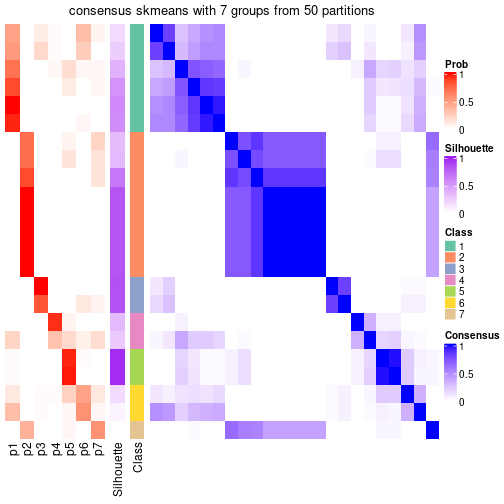 consensus skmeans with 7 groups from 50 partitions
Prob
1
0.5
0
Silhouette
1
0.5
0
Class
1
2
3
4
5
6
7
Consensus
1
0.5
0
p1
p2
p3
p4
p5
p6
p7
Silhouette
Class